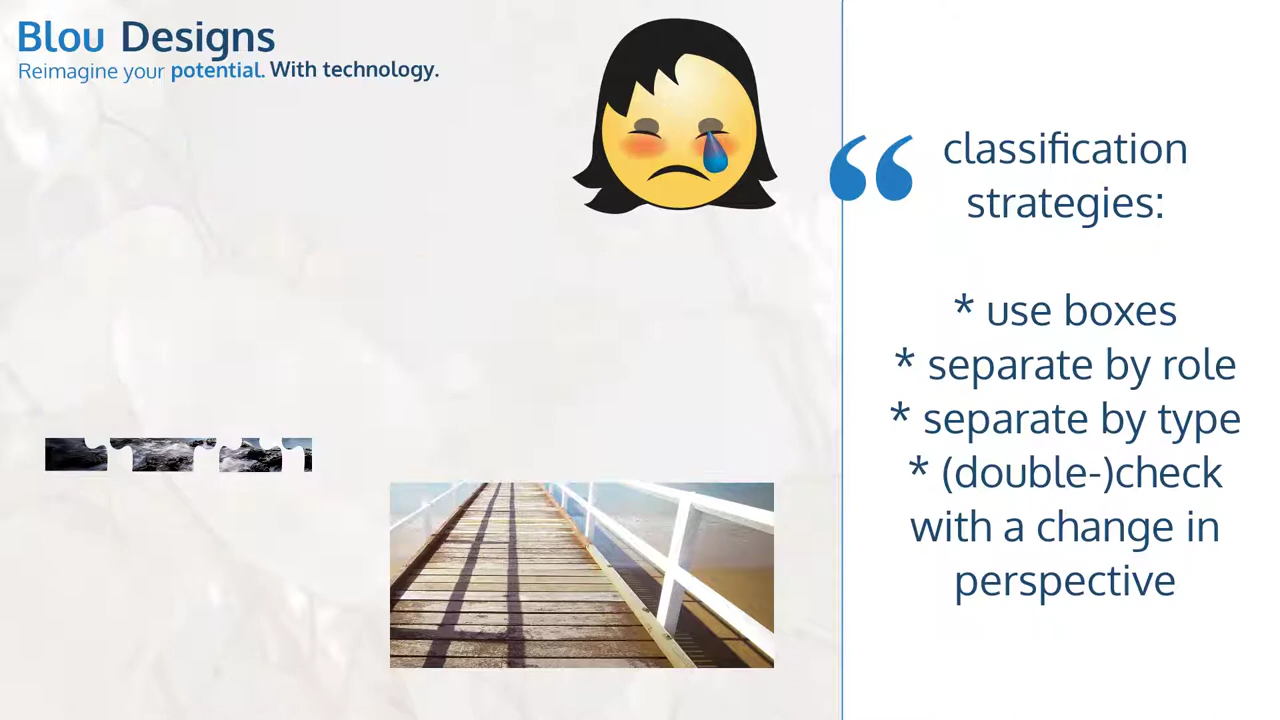 Blou Designs
Reimagine your potential. With technology.
“ classification
strategies:
* use boxes
* separate by role
* separate by type
* (double-)check
with a change in
perspective